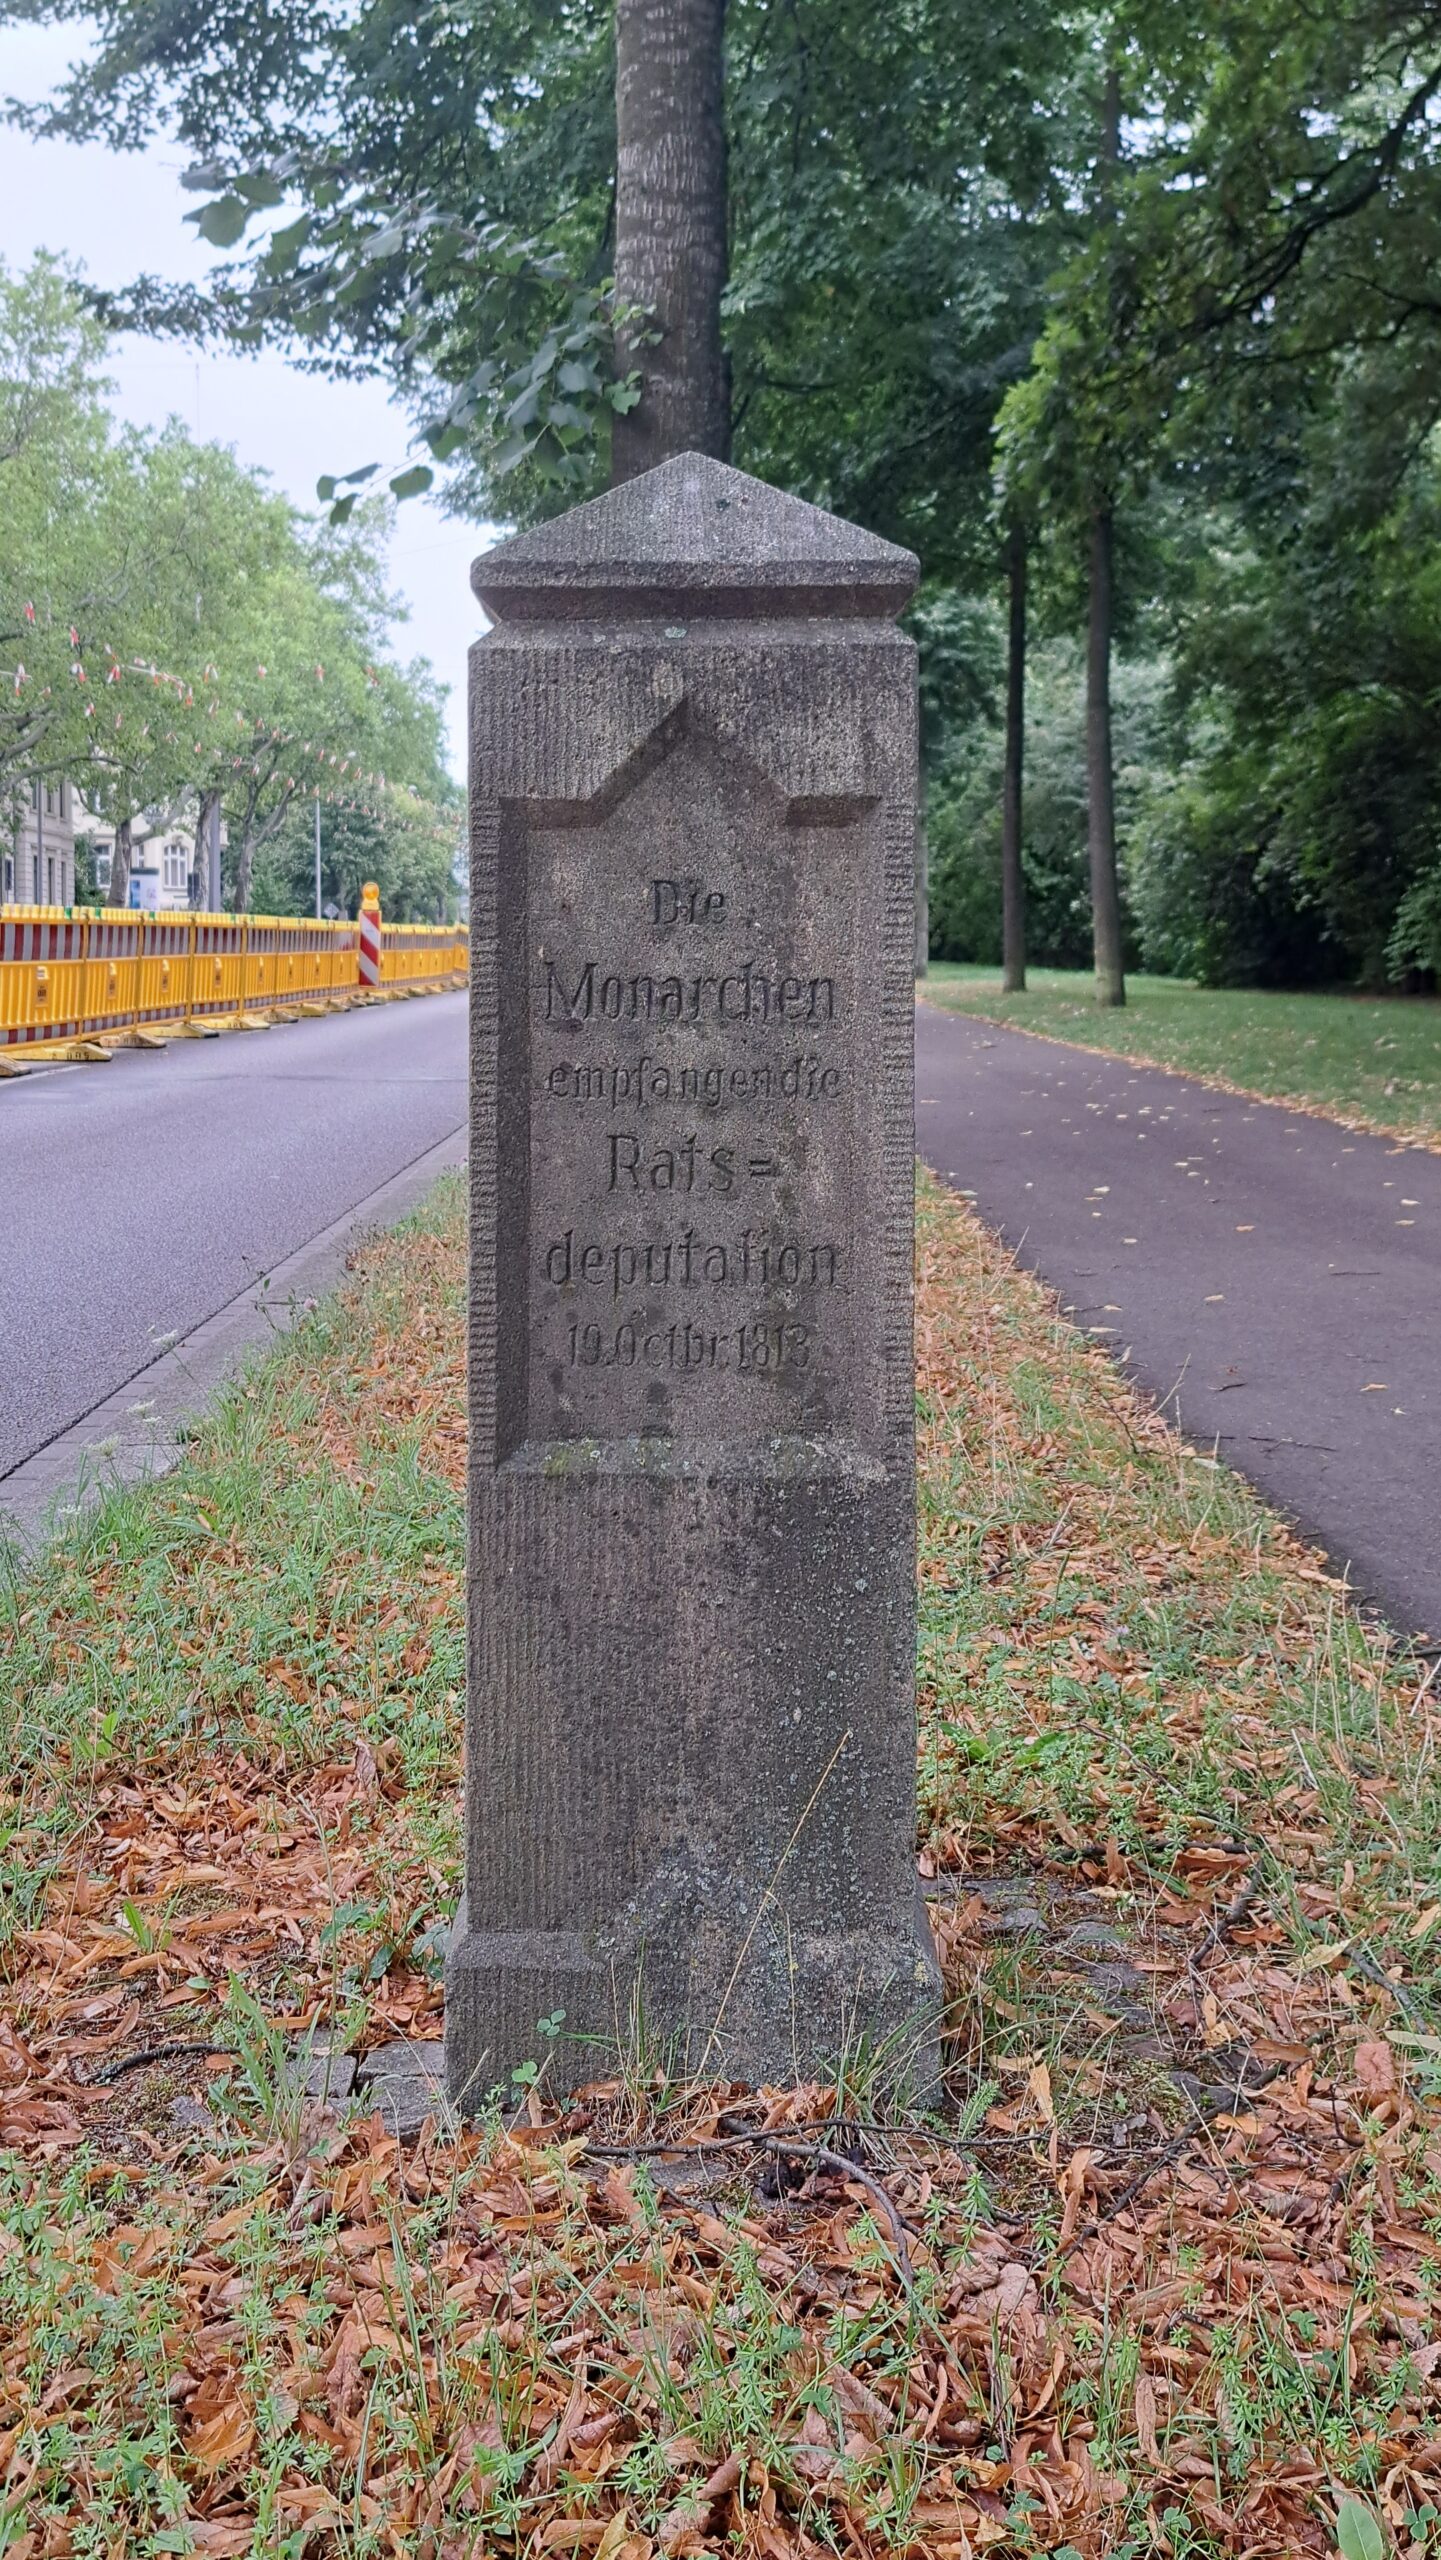 Die
Monarchen
empfangen die
Rats=
deputation
19. Octbr. 1813